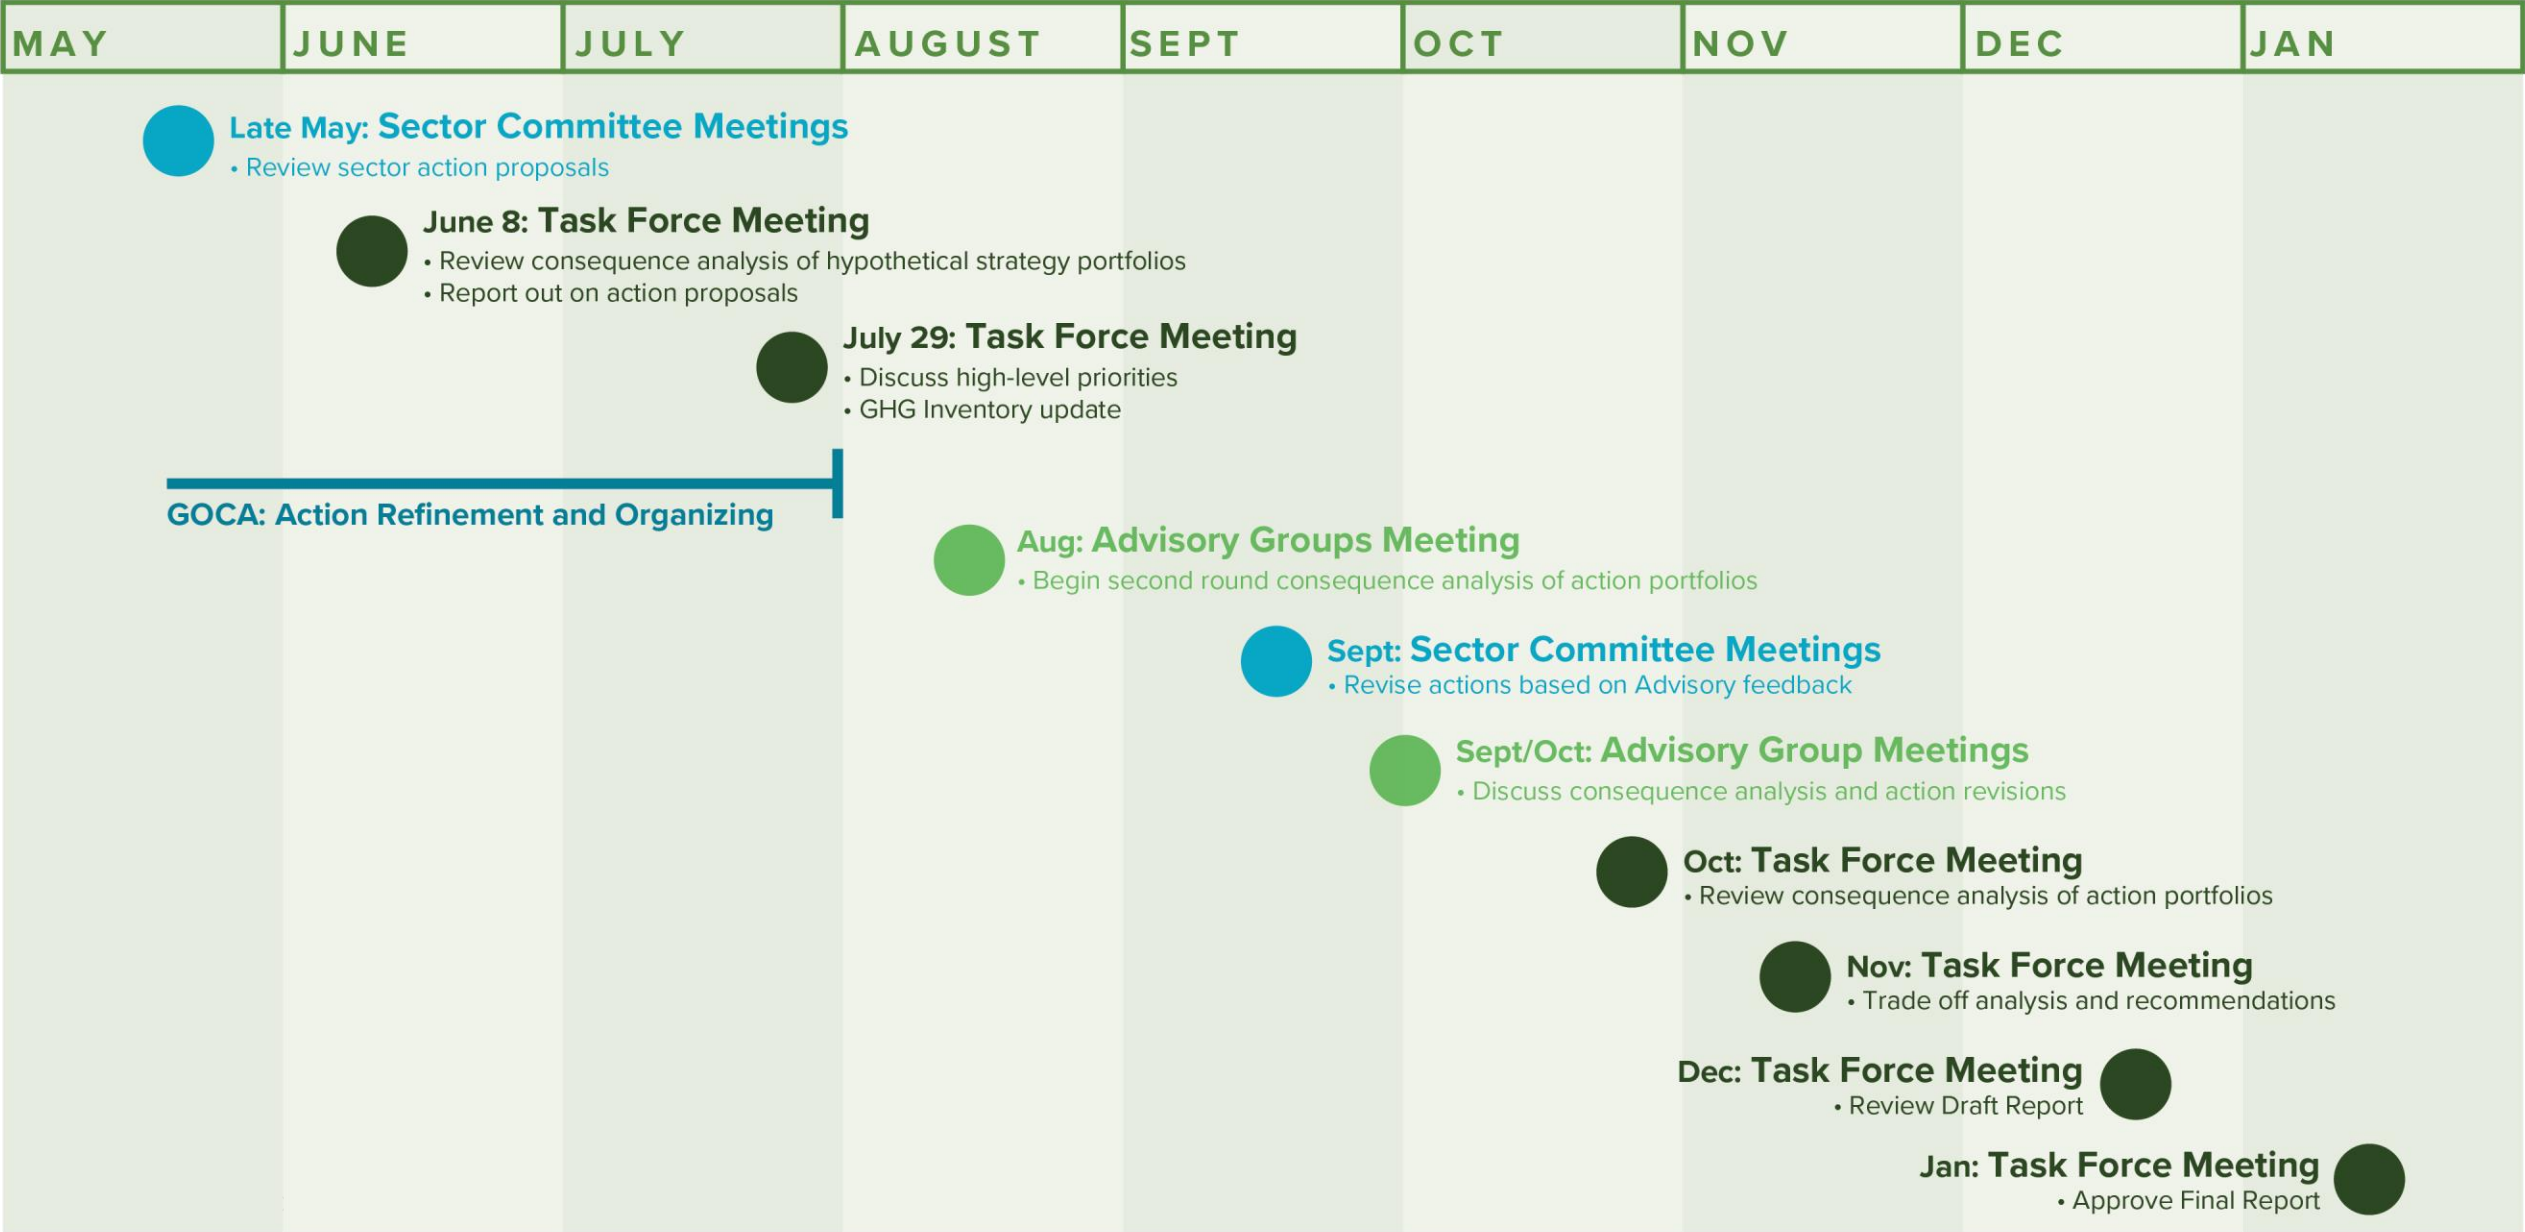 MAY JUNE JULY AUGUST SEPT OCT NOV DEC JAN
Late May: Sector Committee Meetings
• Review sector action proposals
June 8: Task Force Meeting
• Review consequence analysis of hypothetical strategy portfolios
• Report out on action proposals
July 29: Task Force Meeting
• Discuss high-level priorities
• GHG Inventory update
GOCA: Action Refinement and Organizing
Aug: Advisory Groups Meeting
• Begin second round consequence analysis of action portfolios
Sept: Sector Committee Meetings
• Revise actions based on Advisory feedback
Sept/Oct: Advisory Group Meetings
• Discuss consequence analysis and action revisions
Oct: Task Force Meeting
• Review consequence analysis of action portfolios
Nov: Task Force Meeting
• Trade off analysis and recommendations
Dec: Task Force Meeting
• Review Draft Report
Jan: Task Force Meeting
• Approve Final Report